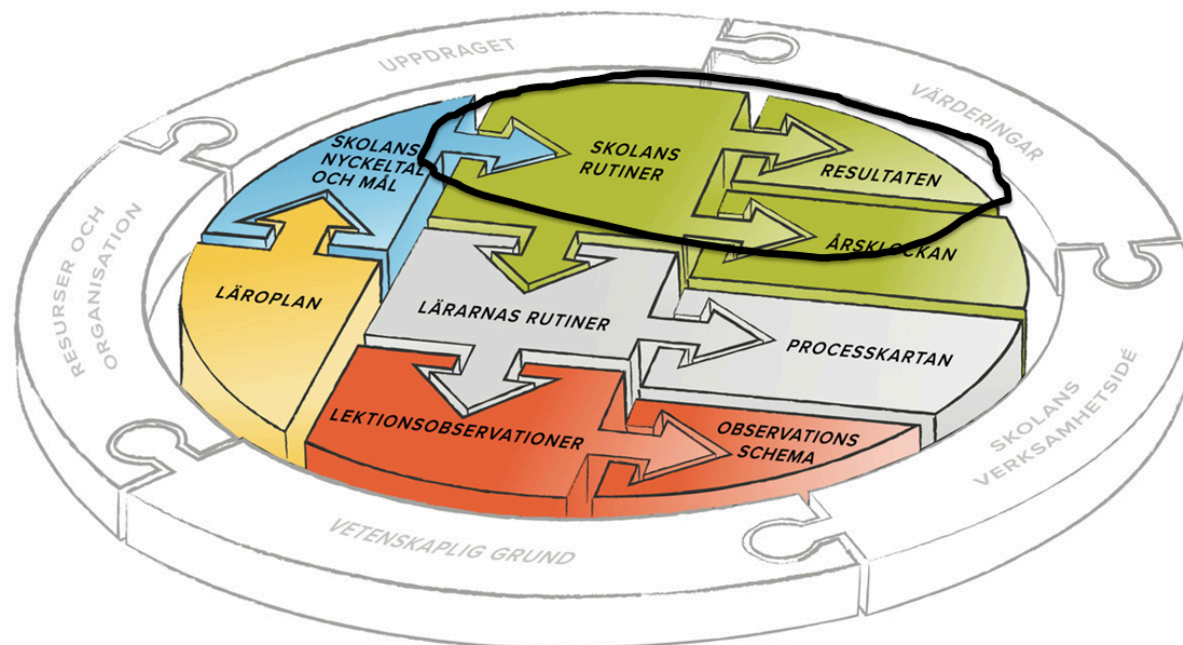 UPPDRAGET
VÄRDERINGAR
SKOLANS
NYCKELTAL
OCH MÅL
SKOLANS
RUTINER
RESULTATEN
ÅRSKLOCKAN
RESURSER OCH
ORGANISATION
LÄROPLAN
LÄRARNAS RUTINER
PROCESSKARTAN
LEKTIONSOBSERVATIONER
OBSERVATIONS
SCHEMA
SKOLANS
VERKSAMHETSIDÉ
VETENSKAPLIG GRUND